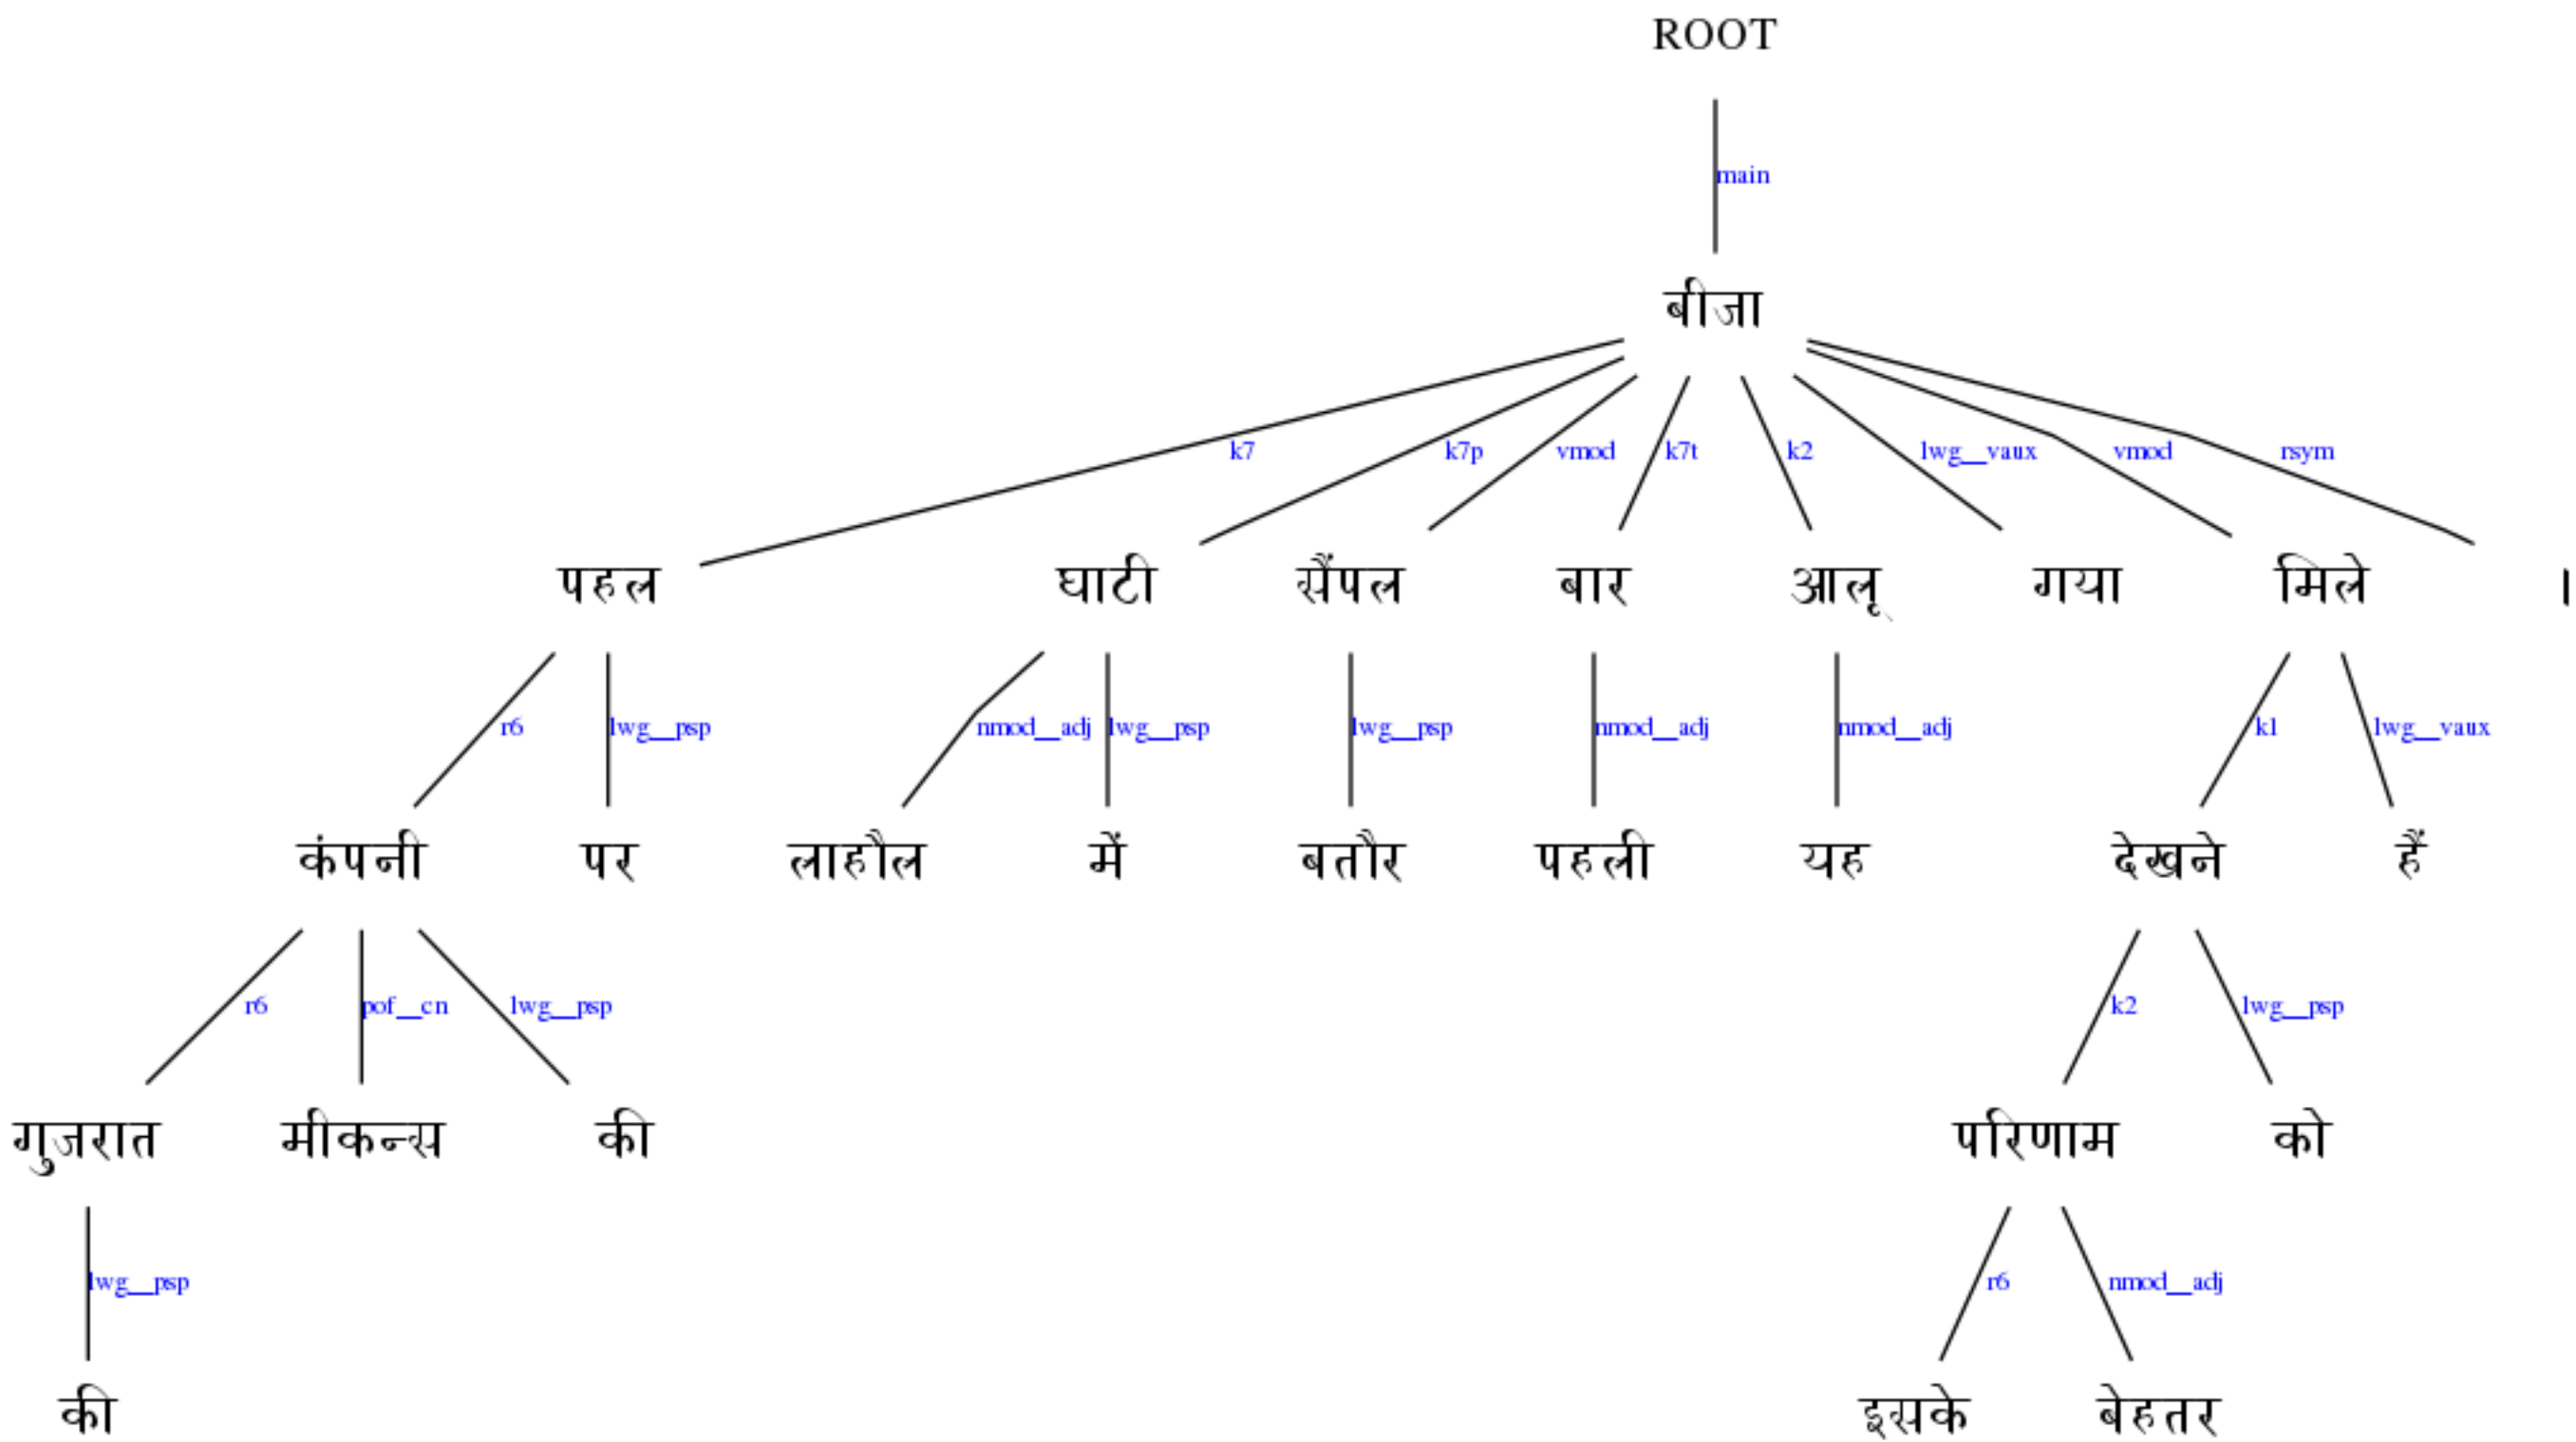 ROOT
main
बीजा
k7 k7p vmod k7t k2 lwg__vaux vmod rsym
पहल घाटी सैंपल बार आलू गया मिले ।
r6 lwg__psp nmod__adj lwg__psp lwg__psp nmod__adj nmod__adj k1 lwg__vaux
कंपनी पर लाहौल में बतौर पहली यह देखने हैं
r6 pof__cn lwg__psp k2 lwg__psp
गुजरात मीकन्स की परिणाम को
lwg__psp r6 nmod__adj
की इसके बेहतर